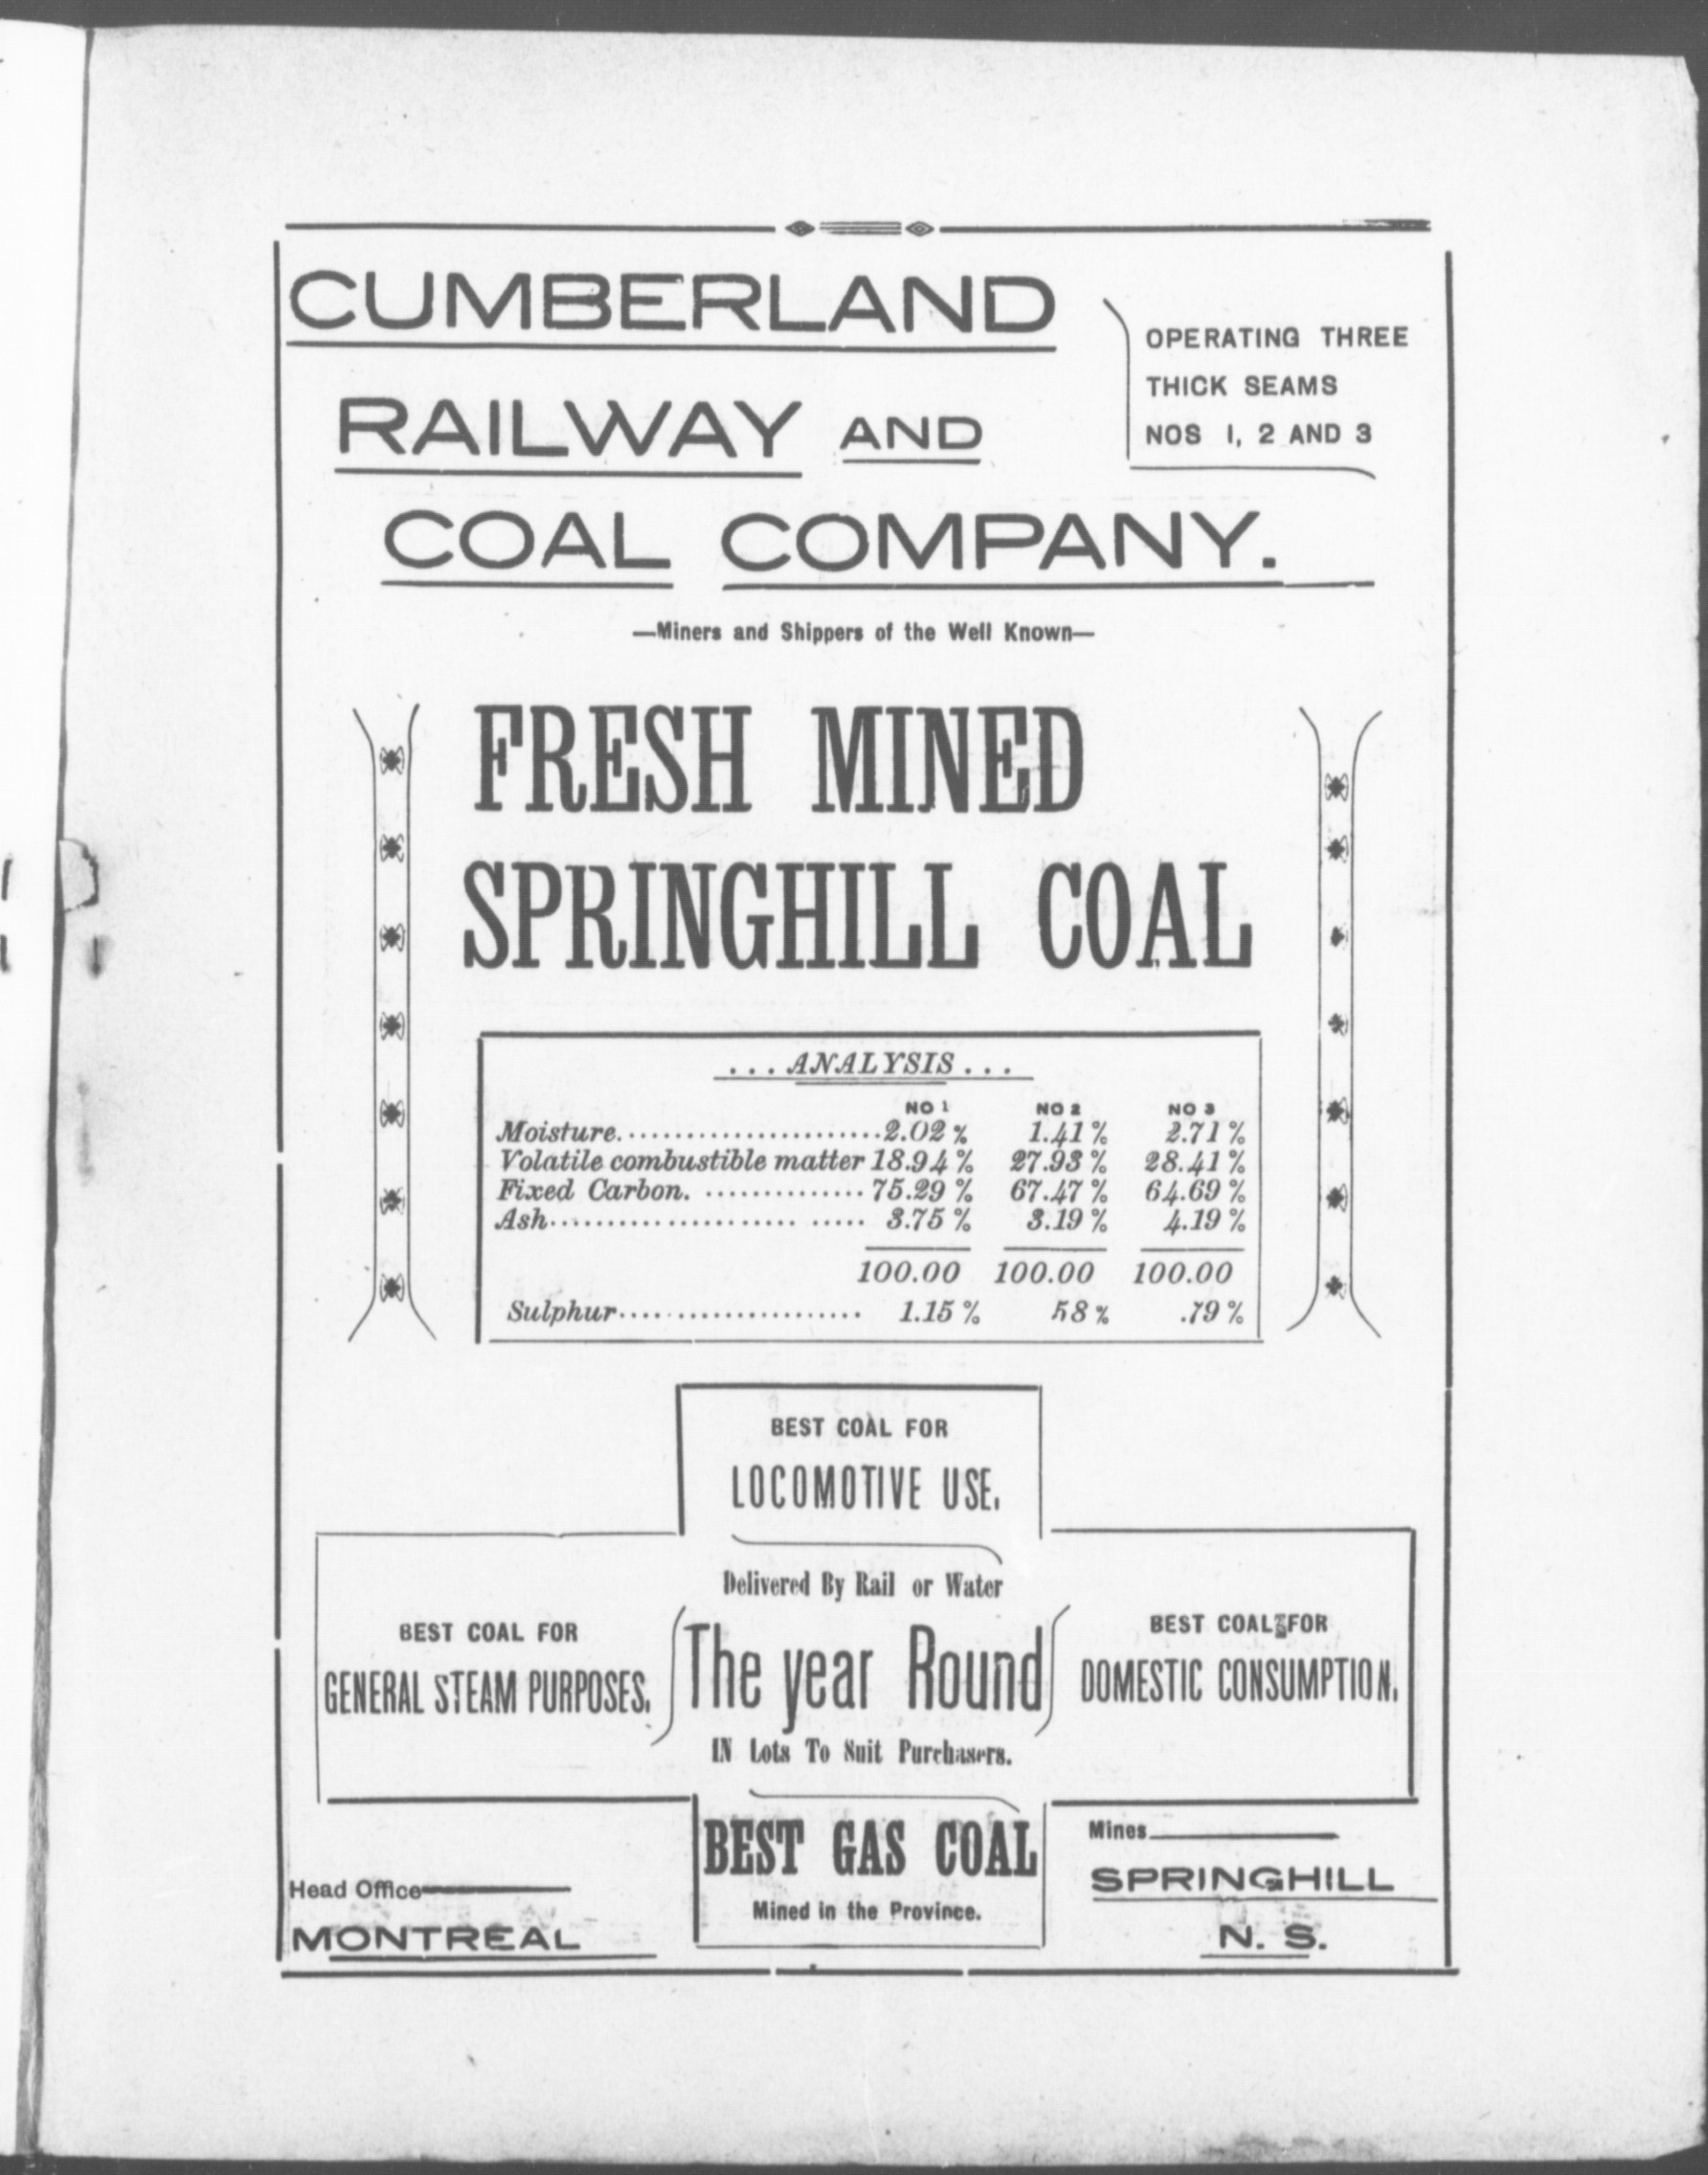 CUMBERLAND
RAILWAY AND
COAL COMPANY.
OPERATING THREE
THICK SEAMS
NOS 1, 2 AND 3
—Miners and Shippers of the Well Known—
FRESH MINED
SPRINGHILL COAL
...ANALYSIS...
NO 1 NO 2 NO 3
Moisture.......................2.02% 1.41% 2.71%
Volatile combustible matter 18.94% 27.93% 28.41%
Fixed Carbon. .............. 75.29% 67.47% 64.69%
Ash...................... ..... 3.75% 3.19% 4.19%
100.00 100.00 100.00
Sulphur..................... 1.15% 58% .79%
BEST COAL FOR
LOCOMOTIVE USE.
BEST COAL FOR
GENERAL STEAM PURPOSES.
Delivered By Rail or Water
The year Round
IN Lots To Suit Purchasers.
BEST COAL FOR
DOMESTIC CONSUMPTION.
BEST GAS COAL
Mined in the Province.
Head Office
MONTREAL
Mines
SPRINGHILL
N. S.